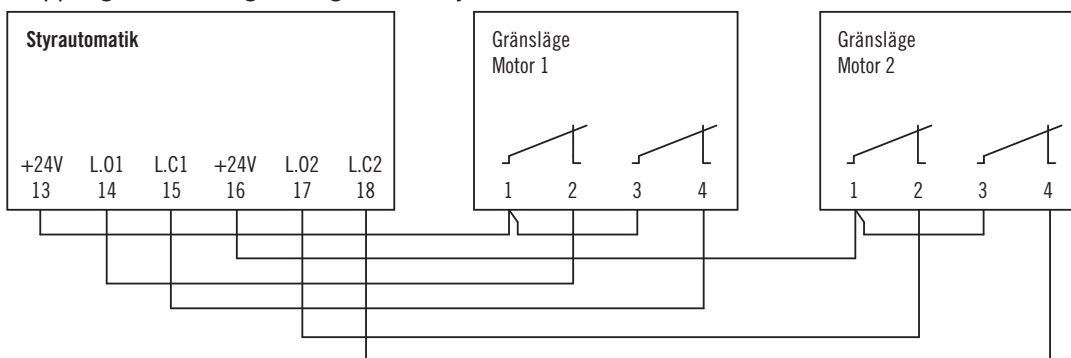 Styrautomatik
+24V L.O1 L.C1 +24V L.O2 L.C2
13 14 15 16 17 18
Gränsläge
Motor 1
1 2 3 4
Gränsläge
Motor 2
1 2 3 4